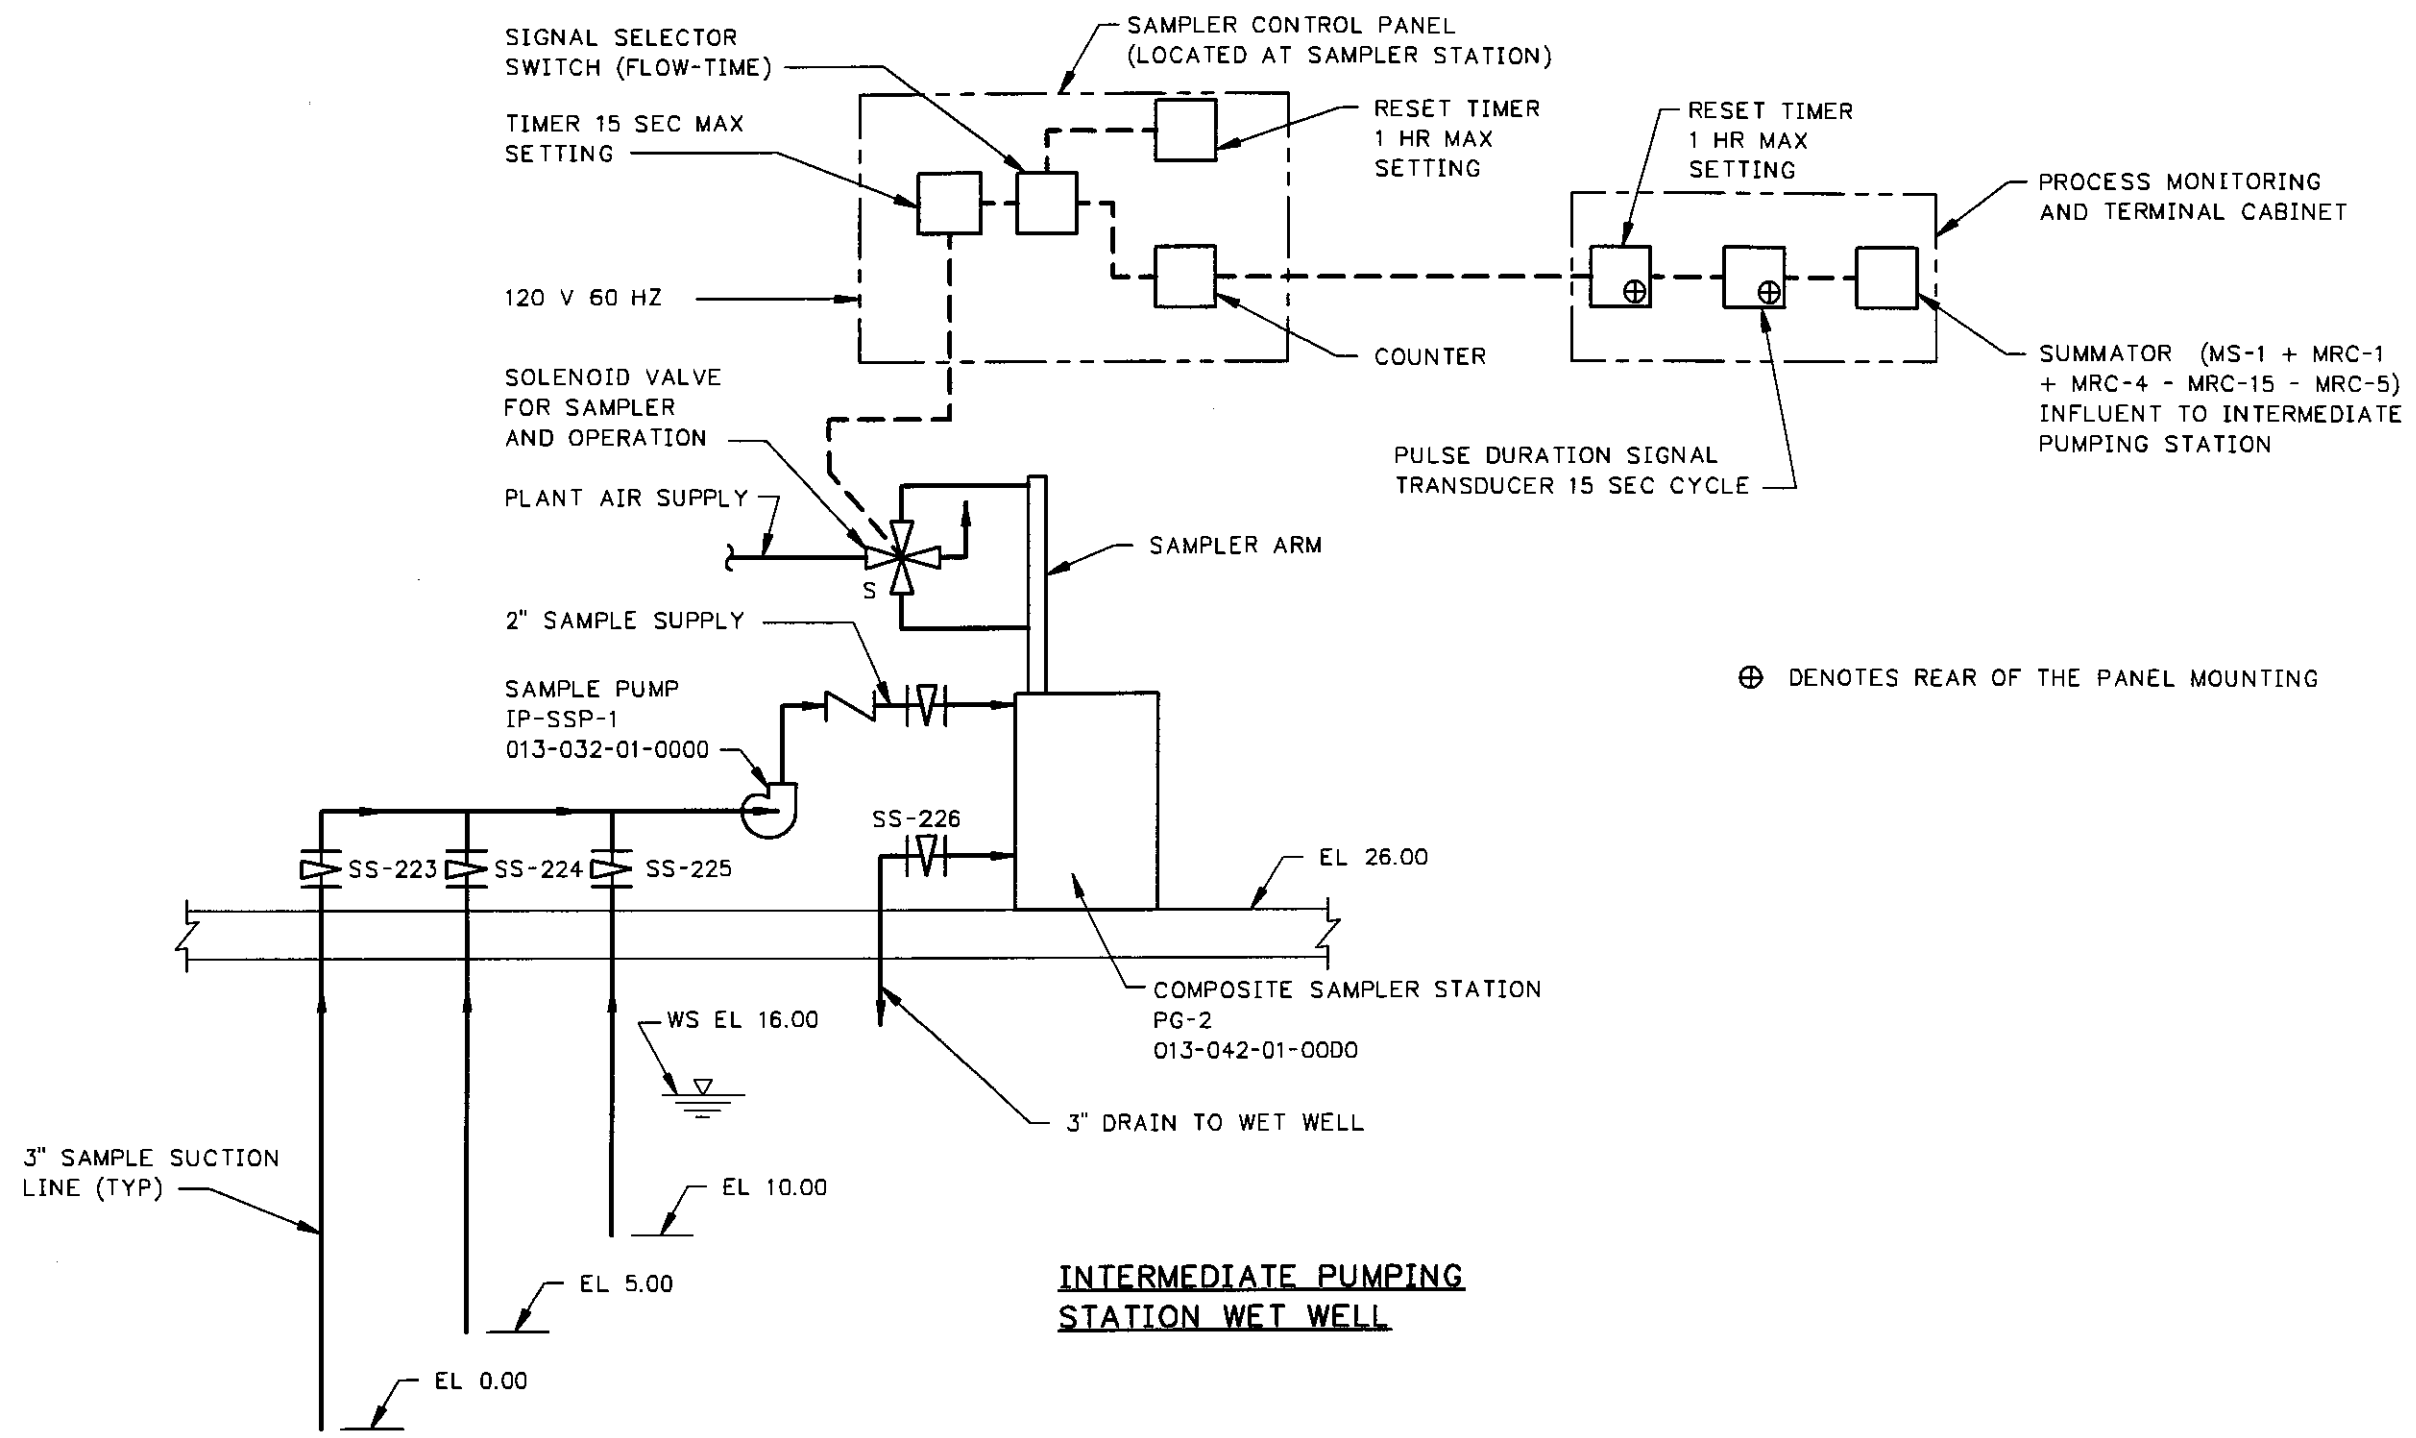 SIGNAL SELECTOR
SWITCH (FLOW-TIME)
SAMPLER CONTROL PANEL
(LOCATED AT SAMPLER STATION)
TIMER 15 SEC MAX
SETTING
RESET TIMER
1 HR MAX
SETTING
RESET TIMER
1 HR MAX
SETTING
PROCESS MONITORING
AND TERMINAL CABINET
120 V 60 HZ
COUNTER
SUMMATOR (MS-1 + MRC-1
+ MRC-4 - MRC-15 - MRC-5)
INFLUENT TO INTERMEDIATE
PUMPING STATION
SOLENOID VALVE
FOR SAMPLER
AND OPERATION
PULSE DURATION SIGNAL
TRANSDUCER 15 SEC CYCLE
PLANT AIR SUPPLY
S
SAMPLER ARM
2" SAMPLE SUPPLY
SAMPLE PUMP
IP-SSP-1
013-032-01-0000
⊕ DENOTES REAR OF THE PANEL MOUNTING
SS-226
SS-223
SS-224
SS-225
EL 26.00
COMPOSITE SAMPLER STATION
PG-2
013-042-01-00D0
WS EL 16.00
3" DRAIN TO WET WELL
3" SAMPLE SUCTION
LINE (TYP)
EL 10.00
EL 5.00
EL 0.00
INTERMEDIATE PUMPING
STATION WET WELL